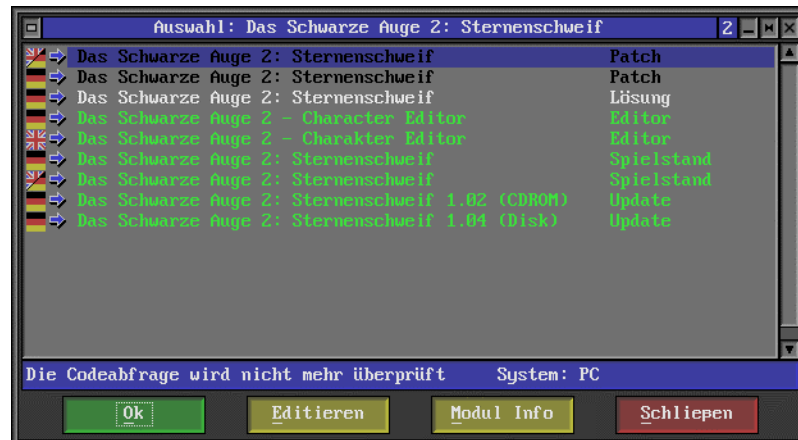 Auswahl: Das Schwarze Auge 2: Sternenschweif 2
Das Schwarze Auge 2: Sternenschweif Patch
Das Schwarze Auge 2: Sternenschweif Patch
Das Schwarze Auge 2: Sternenschweif Lösung
Das Schwarze Auge 2 - Character Editor Editor
Das Schwarze Auge 2 - Charakter Editor Editor
Das Schwarze Auge 2: Sternenschweif Spielstand
Das Schwarze Auge 2: Sternenschweif Spielstand
Das Schwarze Auge 2: Sternenschweif 1.02 (CDROM) Update
Das Schwarze Auge 2: Sternenschweif 1.04 (Disk) Update
Die Codeabfrage wird nicht mehr überprüft System: PC
Ok Editieren Modul Info Schließen